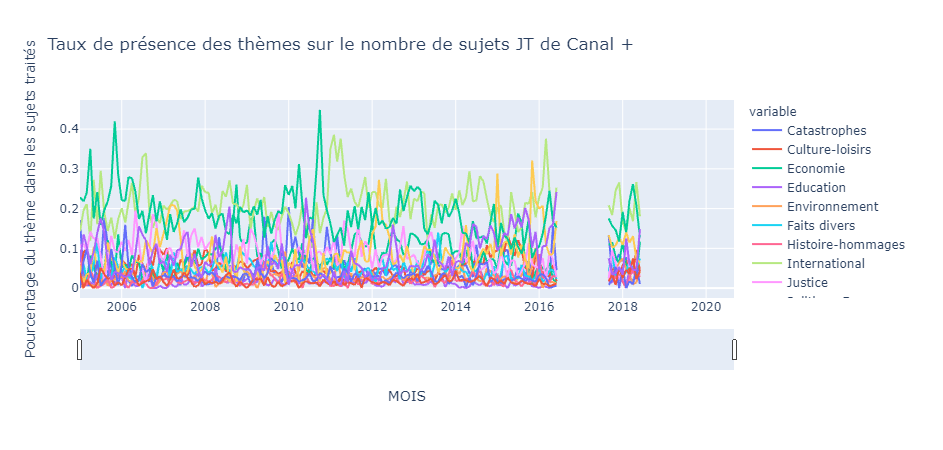 Taux de présence des thèmes sur le nombre de sujets JT de Canal +
Pourcentage du thème dans les sujets traités
0.4
0.3
0.2
0.1
0
2006 2008 2010 2012 2014 2016 2018 2020
MOIS
variable
Catastrophes
Culture-loisirs
Economie
Education
Environnement
Faits divers
Histoire-hommages
International
Justice